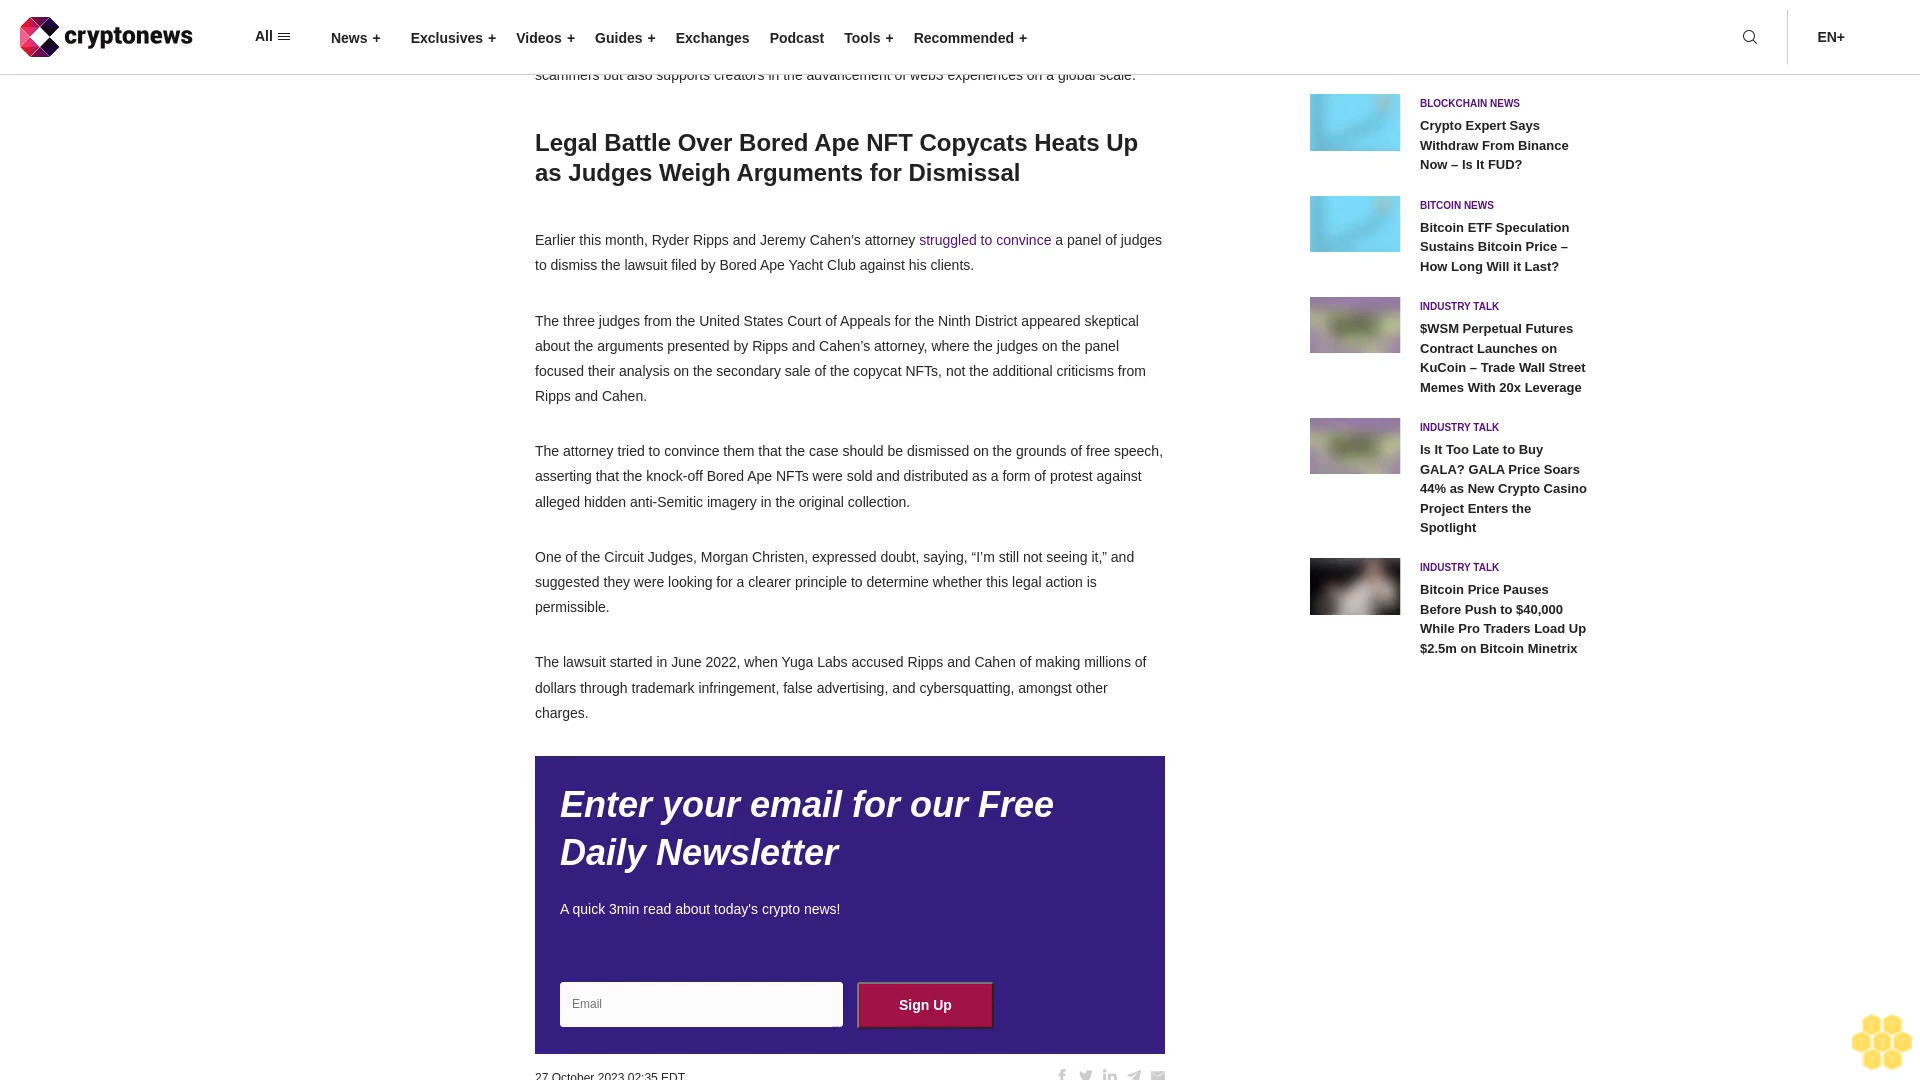 cryptonews
All
News +
Exclusives +
Videos +
Guides +
Exchanges
Podcast
Tools +
Recommended +
EN+
scammers but also supports creators in the advancement of web3 experiences on a global scale.
Legal Battle Over Bored Ape NFT Copycats Heats Up
as Judges Weigh Arguments for Dismissal
Earlier this month, Ryder Ripps and Jeremy Cahen’s attorney struggled to convince a panel of judges
to dismiss the lawsuit filed by Bored Ape Yacht Club against his clients.
The three judges from the United States Court of Appeals for the Ninth District appeared skeptical
about the arguments presented by Ripps and Cahen’s attorney, where the judges on the panel
focused their analysis on the secondary sale of the copycat NFTs, not the additional criticisms from
Ripps and Cahen.
The attorney tried to convince them that the case should be dismissed on the grounds of free speech,
asserting that the knock-off Bored Ape NFTs were sold and distributed as a form of protest against
alleged hidden anti-Semitic imagery in the original collection.
One of the Circuit Judges, Morgan Christen, expressed doubt, saying, “I’m still not seeing it,” and
suggested they were looking for a clearer principle to determine whether this legal action is
permissible.
The lawsuit started in June 2022, when Yuga Labs accused Ripps and Cahen of making millions of
dollars through trademark infringement, false advertising, and cybersquatting, amongst other
charges.
Enter your email for our Free
Daily Newsletter
A quick 3min read about today's crypto news!
Email
Sign Up
27 October 2023 02:35 EDT
BLOCKCHAIN NEWS
Crypto Expert Says
Withdraw From Binance
Now – Is It FUD?
BITCOIN NEWS
Bitcoin ETF Speculation
Sustains Bitcoin Price –
How Long Will it Last?
INDUSTRY TALK
$WSM Perpetual Futures
Contract Launches on
KuCoin – Trade Wall Street
Memes With 20x Leverage
INDUSTRY TALK
Is It Too Late to Buy
GALA? GALA Price Soars
44% as New Crypto Casino
Project Enters the
Spotlight
INDUSTRY TALK
Bitcoin Price Pauses
Before Push to $40,000
While Pro Traders Load Up
$2.5m on Bitcoin Minetrix